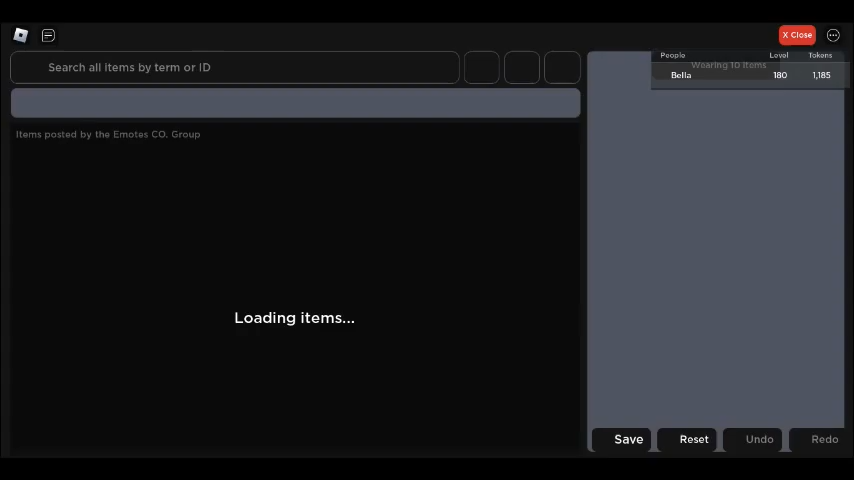 X Close
Search all items by term or ID
People Level Tokens
Wearing 1D Items
Bella 180 1,185
Items posted by the Emotes CO. Group
Loading items...
Save Reset Undo Redo